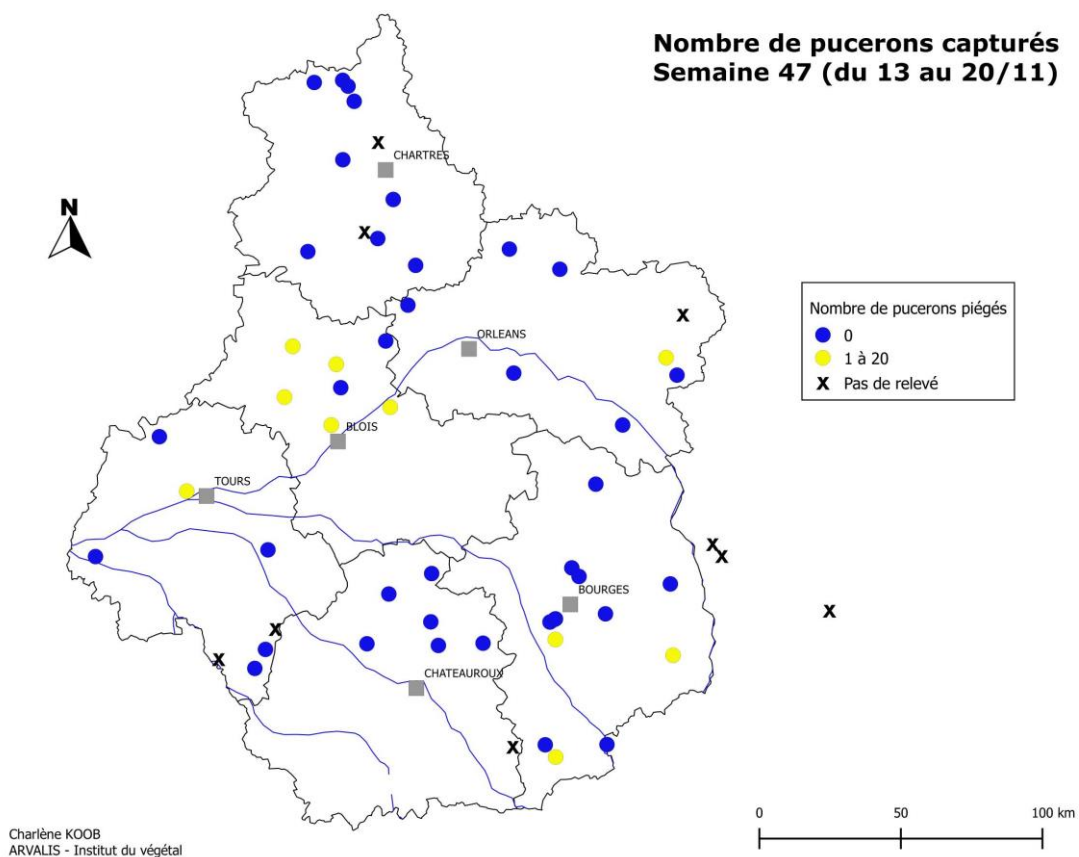 Nombre de pucerons capturés
Semaine 47 (du 13 au 20/11)
X
CHARTRES
N
X
X
Nombre de pucerons piégés
0
1 à 20
X Pas de relevé
ORLEANS
BLOIS
TOURS
X
X
BOURGES
X
X
X
CHATEAUROUX
X
0 50 100 km
Charlène KOOB
ARVALIS - Institut du végétal